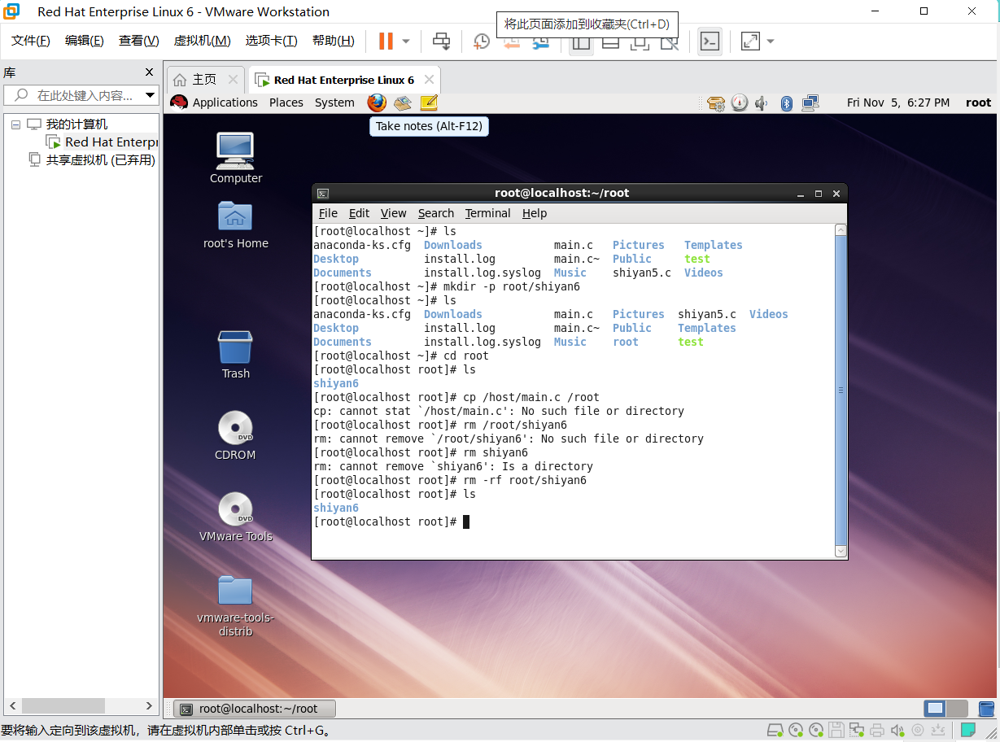 Red Hat Enterprise Linux 6 - VMware Workstation
文件(F) 编辑(E) 查看(V) 虚拟机(M) 选项卡(T) 帮助(H)
将此页面添加到收藏夹(Ctrl+D)
库
主页
Red Hat Enterprise Linux 6
在此处键入内容...
Applications Places System
Fri Nov 5, 6:27 PM root
我的计算机
Red Hat Enterpr
共享虚拟机 (已弃用)
Take notes (Alt-F12)
Computer
root's Home
Trash
DVD
CDROM
DVD
VMware Tools
vmware-tools-
distrib
root@localhost:~/root
File Edit View Search Terminal Help
[root@localhost ~]# ls
anaconda-ks.cfg Downloads main.c Pictures Templates
Desktop install.log main.c~ Public test
Documents install.log.syslog Music shiyan5.c Videos
[root@localhost ~]# mkdir -p root/shiyan6
[root@localhost ~]# ls
anaconda-ks.cfg Downloads main.c Pictures shiyan5.c Videos
Desktop install.log main.c~ Public Templates
Documents install.log.syslog Music root test
[root@localhost ~]# cd root
[root@localhost root]# ls
shiyan6
[root@localhost root]# cp /host/main.c /root
cp: cannot stat `/host/main.c': No such file or directory
[root@localhost root]# rm /root/shiyan6
rm: cannot remove `/root/shiyan6': No such file or directory
[root@localhost root]# rm shiyan6
rm: cannot remove `shiyan6': Is a directory
[root@localhost root]# rm -rf root/shiyan6
[root@localhost root]# ls
shiyan6
[root@localhost root]#
root@localhost:~/root
要将输入定向到该虚拟机，请在虚拟机内部单击或按 Ctrl+G。